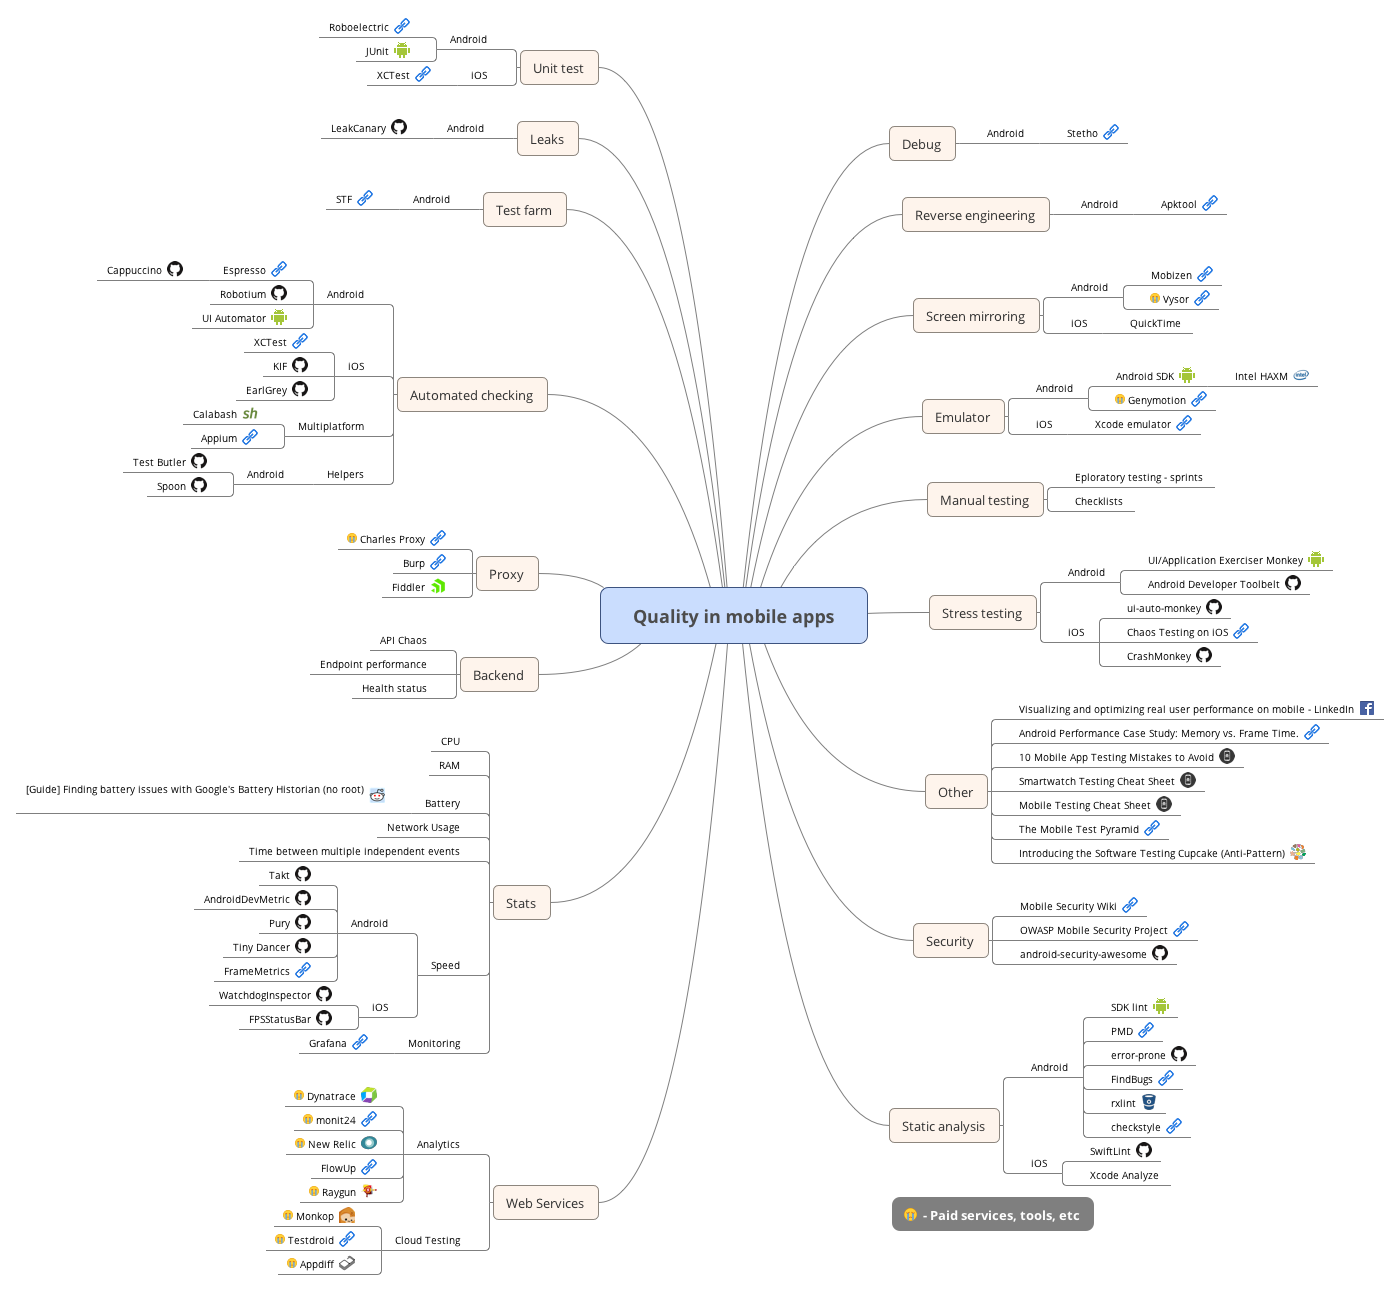 Quality in mobile apps
Unit test
Android
Roboelectric
JUnit
iOS
XCTest
Leaks
Android
LeakCanary
Test farm
Android
STF
Automated checking
Android
Espresso
Cappuccino
Robotium
UI Automator
iOS
XCTest
KIF
EarlGrey
Multiplatform
Calabash
sh
Appium
Helpers
Android
Test Butler
Spoon
Proxy
Charles Proxy
Burp
Fiddler
Backend
API Chaos
Endpoint performance
Health status
Stats
CPU
RAM
Battery
[Guide] Finding battery issues with Google's Battery Historian (no root)
Network Usage
Time between multiple independent events
Speed
Android
Takt
AndroidDevMetric
Pury
Tiny Dancer
FrameMetrics
iOS
WatchdogInspector
FPSStatusBar
Monitoring
Grafana
Web Services
Analytics
Dynatrace
monit24
New Relic
FlowUp
Raygun
Cloud Testing
Monkop
Testdroid
Appdiff
Debug
Android
Stetho
Reverse engineering
Android
Apktool
Screen mirroring
Android
Mobizen
Vysor
iOS
QuickTime
Emulator
Android
Android SDK
Intel HAXM
intel
Genymotion
iOS
Xcode emulator
Manual testing
Eploratory testing - sprints
Checklists
Stress testing
Android
UI/Application Exerciser Monkey
Android Developer Toolbelt
iOS
ui-auto-monkey
Chaos Testing on iOS
CrashMonkey
Other
Visualizing and optimizing real user performance on mobile - LinkedIn
Android Performance Case Study: Memory vs. Frame Time.
10 Mobile App Testing Mistakes to Avoid
Smartwatch Testing Cheat Sheet
Mobile Testing Cheat Sheet
The Mobile Test Pyramid
Introducing the Software Testing Cupcake (Anti-Pattern)
Security
Mobile Security Wiki
OWASP Mobile Security Project
android-security-awesome
Static analysis
Android
SDK lint
PMD
error-prone
FindBugs
rxlint
checkstyle
iOS
SwiftLint
Xcode Analyze
- Paid services, tools, etc